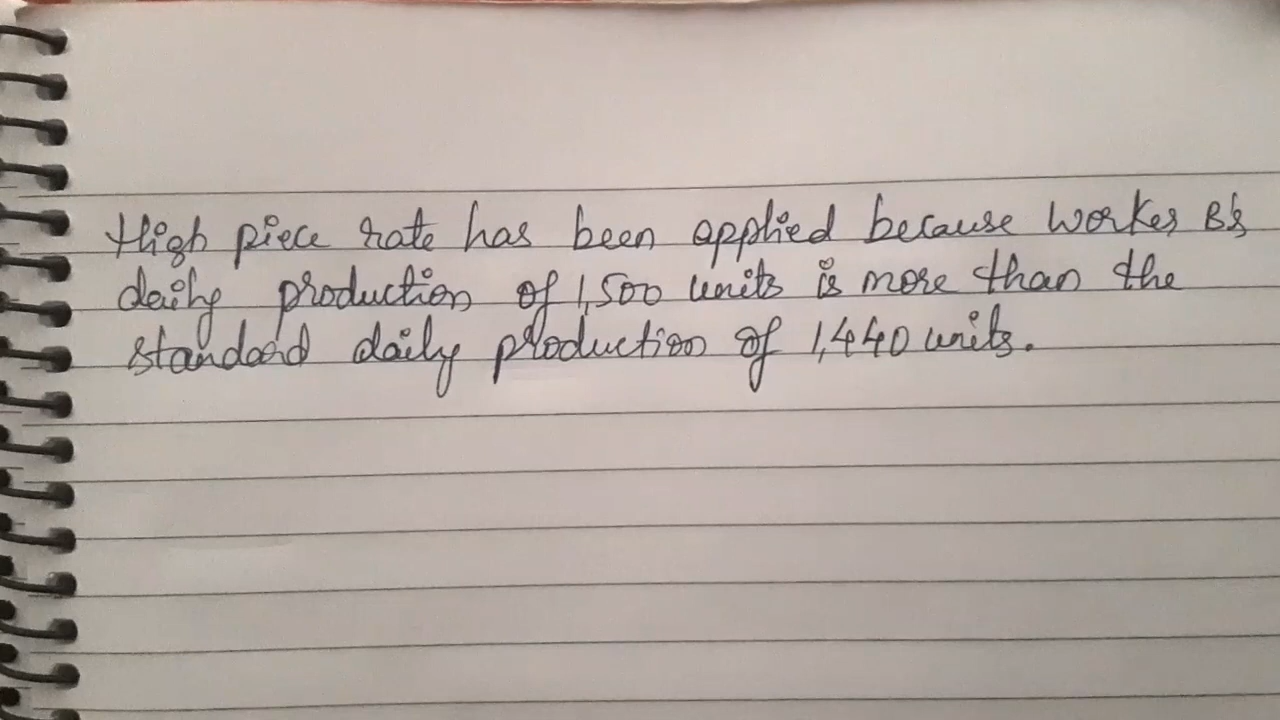 High piece rate has been applied because worker B's
daily production of 1,500 units is more than the
standard daily production of 1,440 units.